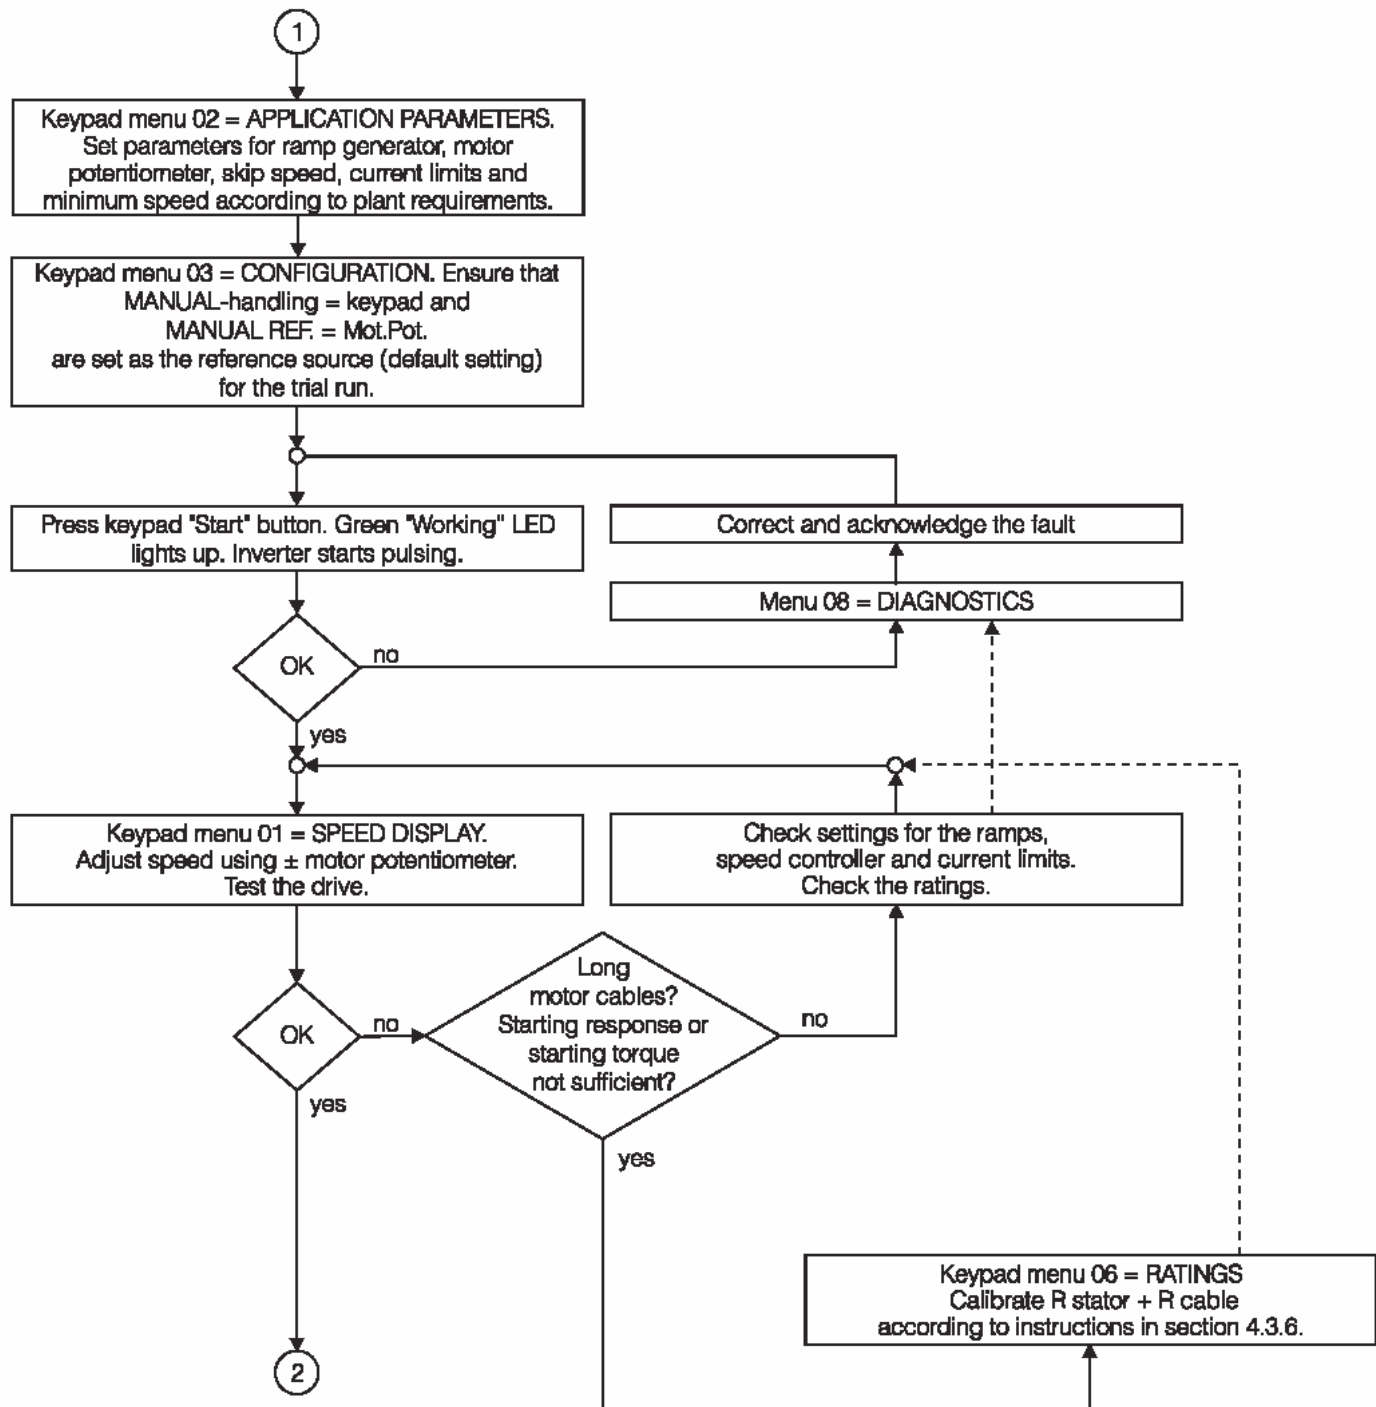 1
Keypad menu 02 = APPLICATION PARAMETERS.
Set parameters for ramp generator, motor
potentiometer, skip speed, current limits and
minimum speed according to plant requirements.
Keypad menu 03 = CONFIGURATION. Ensure that
MANUAL-handling = keypad and
MANUAL REF. = Mot.Pot.
are set as the reference source (default setting)
for the trial run.
Press keypad "Start" button. Green "Working" LED
lights up. Inverter starts pulsing.
Correct and acknowledge the fault
Menu 08 = DIAGNOSTICS
OK
no
yes
Keypad menu 01 = SPEED DISPLAY.
Adjust speed using ± motor potentiometer.
Test the drive.
Check settings for the ramps,
speed controller and current limits.
Check the ratings.
OK
no
yes
Long
motor cables?
Starting response or
starting torque
not sufficient?
no
yes
Keypad menu 06 = RATINGS
Calibrate R stator + R cable
according to instructions in section 4.3.6.
2